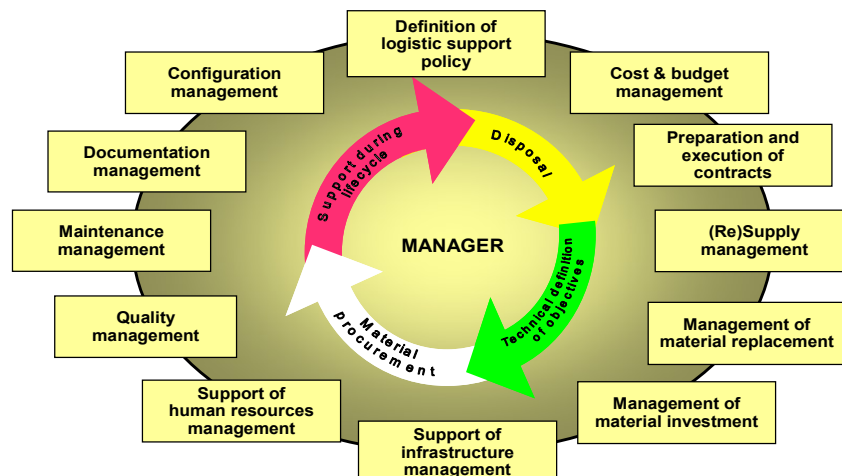 Definition of
logistic support
policy
Configuration
management
Cost & budget
management
Documentation
management
Preparation and
execution of
contracts
Maintenance
management
(Re)Supply
management
Quality
management
Management of
material replacement
Support of
human resources
management
Management of
material investment
Support of
infrastructure
management
Support during
lifecycle
Disposal
MANAGER
Technical definition
of objectives
Material
procurement